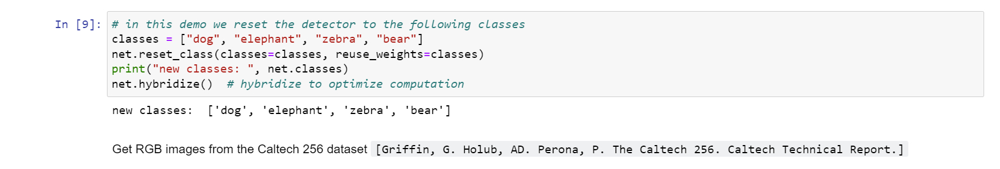 In [9]: # in this demo we reset the detector to the following classes
classes = ["dog", "elephant", "zebra", "bear"]
net.reset_class(classes=classes, reuse_weights=classes)
print("new classes: ", net.classes)
net.hybridize()  # hybridize to optimize computation
new classes:  ['dog', 'elephant', 'zebra', 'bear']
Get RGB images from the Caltech 256 dataset [Griffin, G. Holub, AD. Perona, P. The Caltech 256. Caltech Technical Report.]